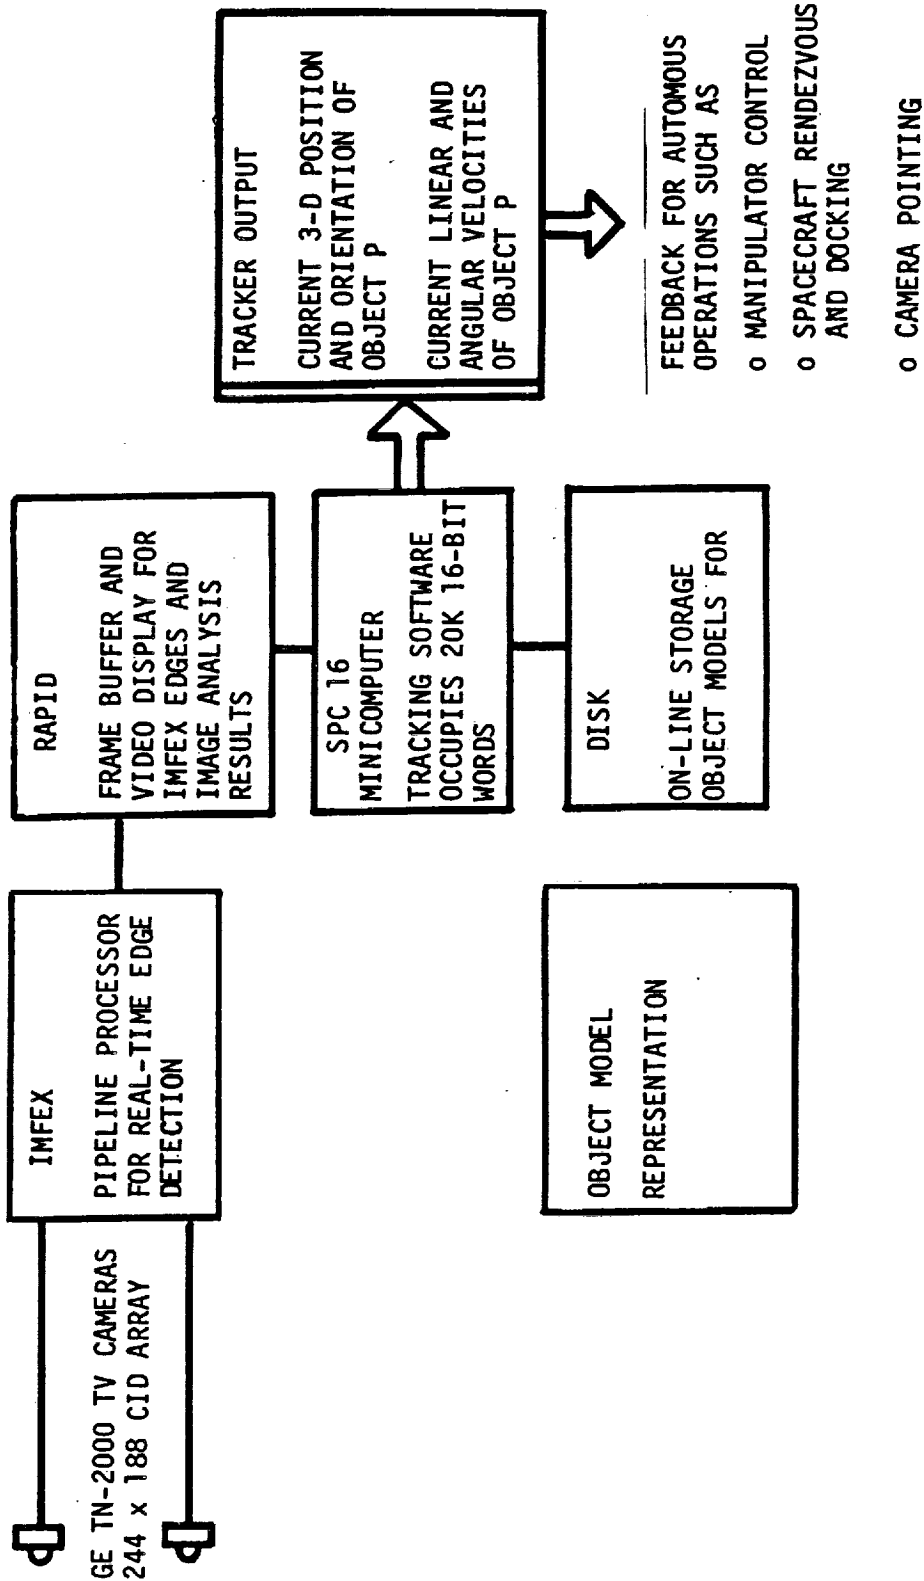 GE TN-2000 TV CAMERAS
244 x 188 CID ARRAY
IMFEX
PIPELINE PROCESSOR
FOR REAL-TIME EDGE
DETECTION
RAPID
FRAME BUFFER AND
VIDEO DISPLAY FOR
IMFEX EDGES AND
IMAGE ANALYSIS
RESULTS
SPC 16
MINICOMPUTER
TRACKING SOFTWARE
OCCUPIES 20K 16-BIT
WORDS
DISK
ON-LINE STORAGE
OBJECT MODELS FOR
OBJECT MODEL
REPRESENTATION
TRACKER OUTPUT
CURRENT 3-D POSITION
AND ORIENTATION OF
OBJECT P
CURRENT LINEAR AND
ANGULAR VELOCITIES
OF OBJECT P
FEEDBACK FOR AUTOMOUS
OPERATIONS SUCH AS
o MANIPULATOR CONTROL
o SPACECRAFT RENDEZVOUS
AND DOCKING
o CAMERA POINTING